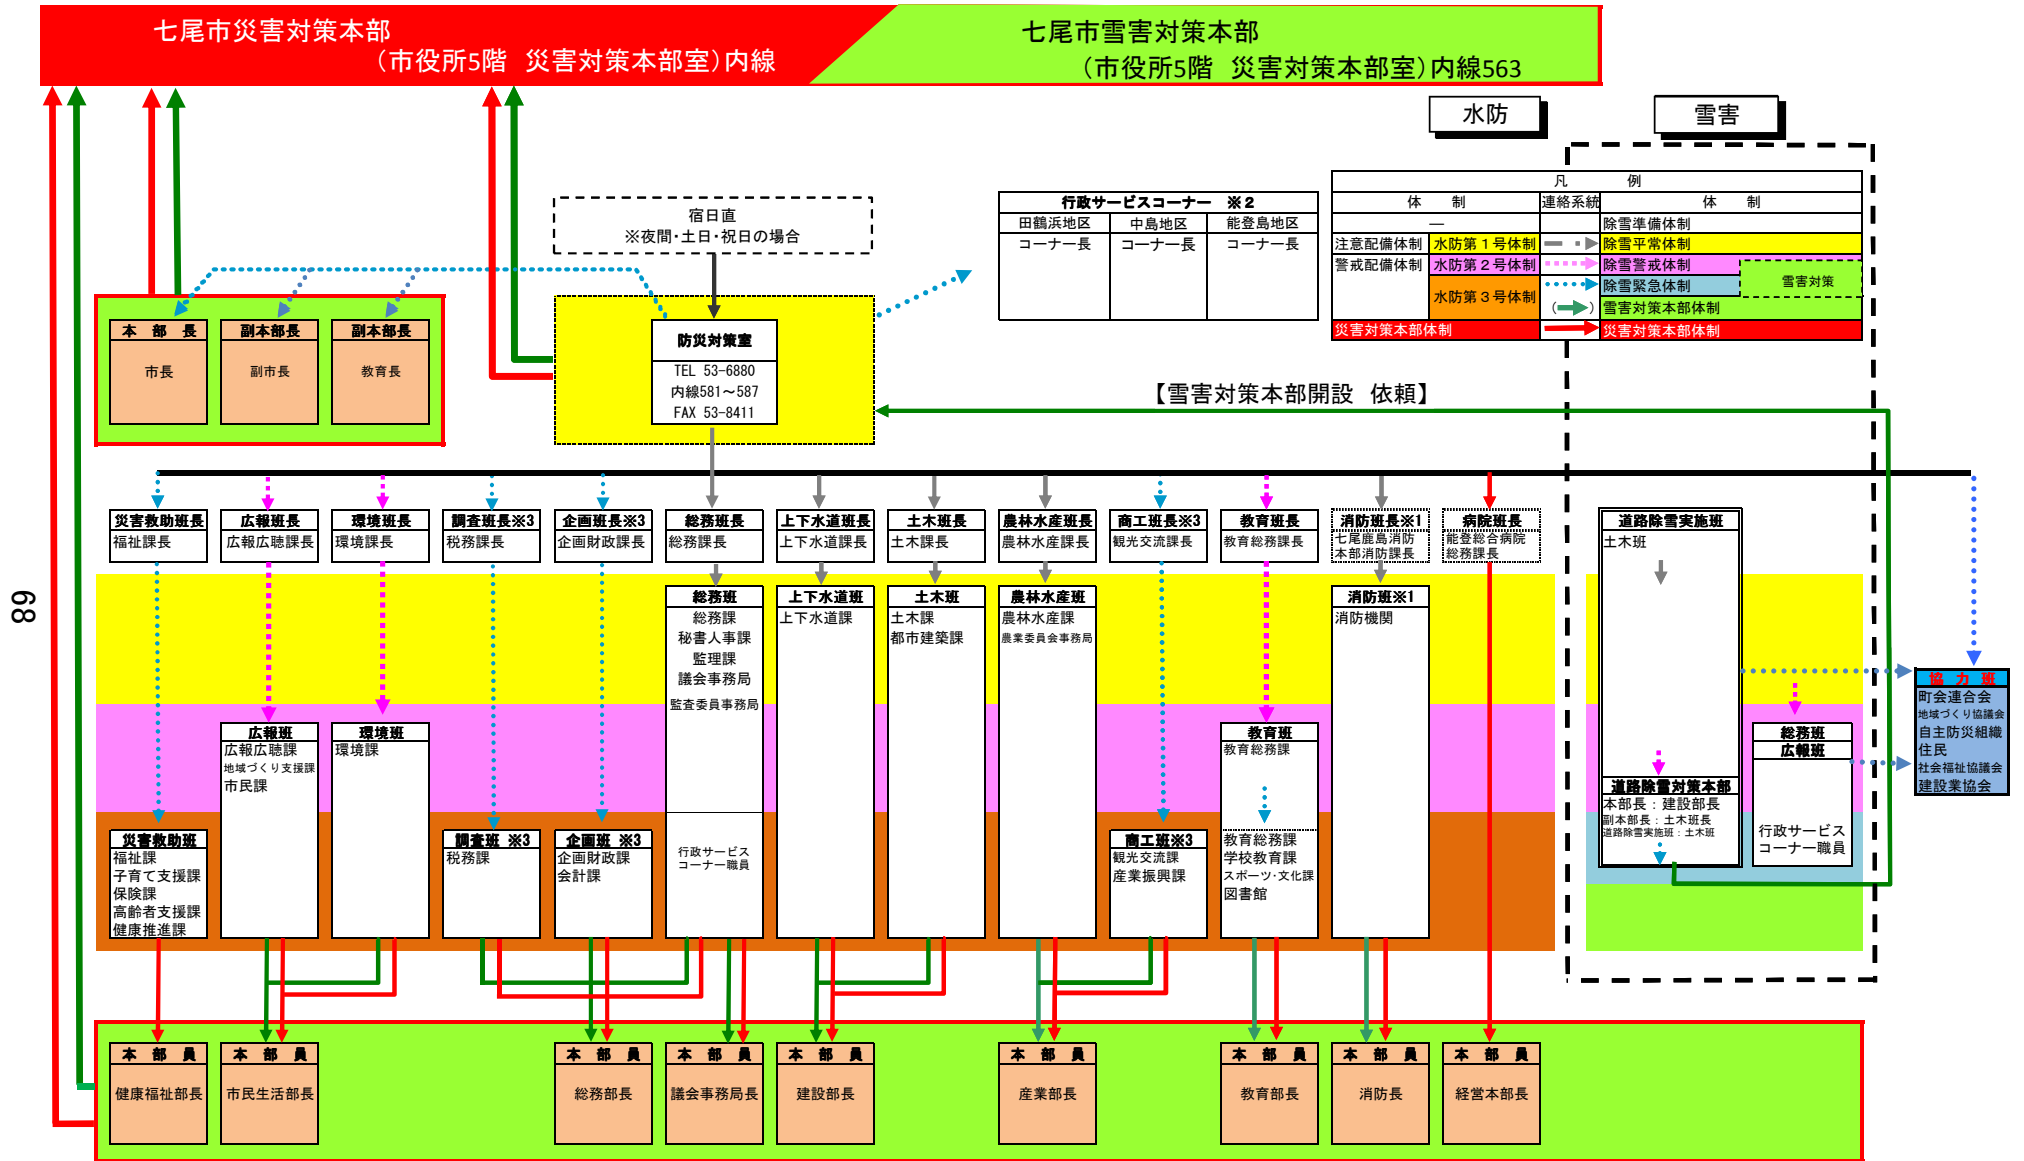 七尾市災害対策本部
（市役所5階　災害対策本部室）内線
七尾市雪害対策本部
（市役所5階　災害対策本部室）内線563
水防
雪害
凡　例
体　制　連絡系統　体　制
―　除雪準備体制
注意配備体制　水防第１号体制　除雪平常体制
警戒配備体制　水防第２号体制　除雪警戒体制
水防第３号体制　除雪緊急体制
雪害対策
（　）　雪害対策本部体制
災害対策本部体制　災害対策本部体制
宿日直
※夜間・土日・祝日の場合
行政サービスコーナー　※２
田鶴浜地区　中島地区　能登島地区
コーナー長　コーナー長　コーナー長
本　部　長
市長
副本部長
副市長
副本部長
教育長
防災対策室
TEL 53-6880
内線581～587
FAX 53-8411
【雪害対策本部開設　依頼】
災害救助班長
福祉課長
広報班長
広報広聴課長
環境班長
環境課長
調査班長※3
税務課長
企画班長※3
企画財政課長
総務班長
総務課長
上下水道班長
上下水道課長
土木班長
土木課長
農林水産班長
農林水産課長
商工班長※3
観光交流課長
教育班長
教育総務課長
消防班長※1
七尾鹿島消防
本部消防課長
病院班長
能登総合病院
総務課長
道路除雪実施班
土木班
総務班
総務課
秘書人事課
監理課
議会事務局
監査委員事務局
行政サービス
コーナー職員
上下水道班
上下水道課
土木班
土木課
都市建築課
農林水産班
農林水産課
農業委員会事務局
消防班※1
消防機関
広報班
広報広聴課
地域づくり支援課
市民課
環境班
環境課
教育班
教育総務課
教育総務課
学校教育課
スポーツ・文化課
図書館
災害救助班
福祉課
子育て支援課
保険課
高齢者支援課
健康推進課
調査班 ※3
税務課
企画班 ※3
企画財政課
会計課
商工班※3
観光交流課
産業振興課
道路除雪対策本部
本部長：建設部長
副本部長：土木班長
道路除雪実施班：土木班
総務班
広報班
行政サービス
コーナー職員
協　力　班
町会連合会
地域づくり協議会
自主防災組織
住民
社会福祉協議会
建設業協会
本　部　員
健康福祉部長
本　部　員
市民生活部長
本　部　員
総務部長
本　部　員
議会事務局長
本　部　員
建設部長
本　部　員
産業部長
本　部　員
教育部長
本　部　員
消防長
本　部　員
経営本部長
68